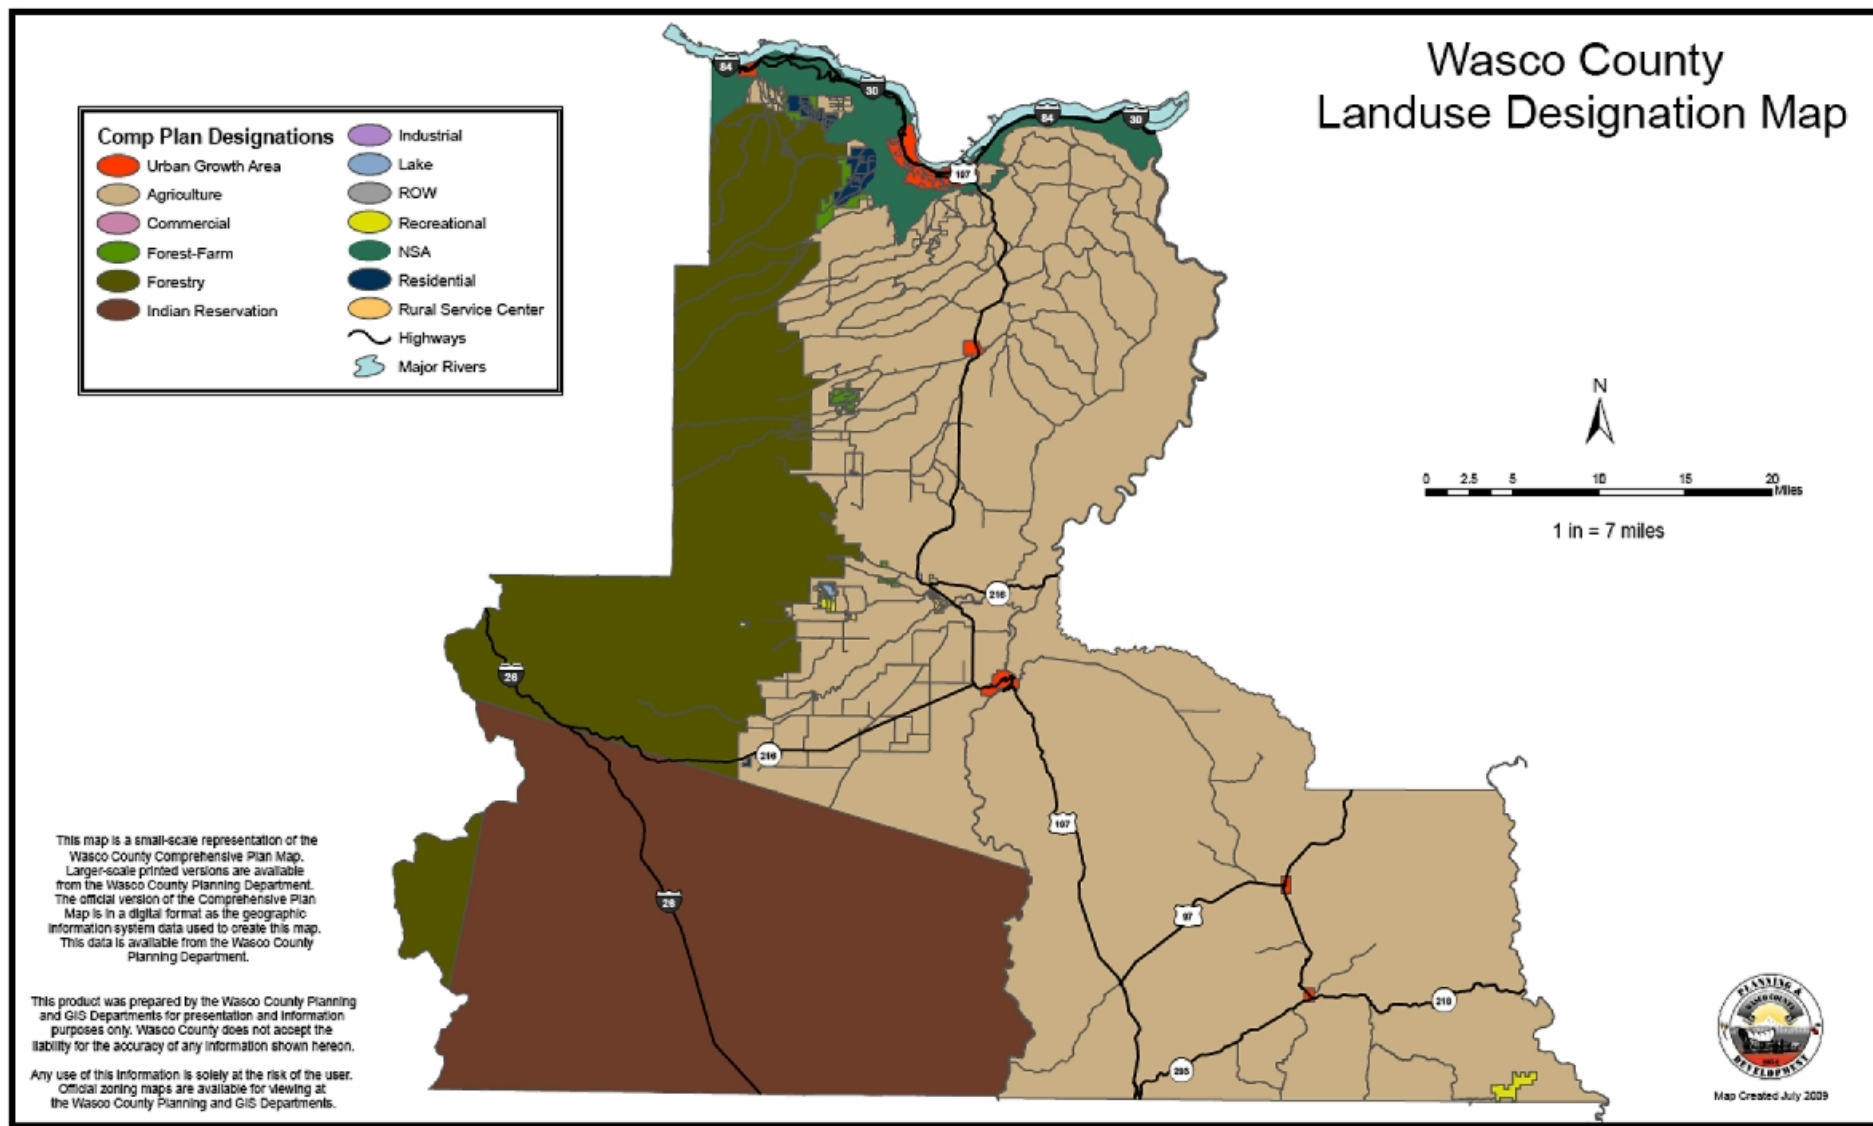 Wasco County
Landuse Designation Map
Comp Plan Designations
Urban Growth Area
Agriculture
Commercial
Forest-Farm
Forestry
Indian Reservation
Industrial
Lake
ROW
Recreational
NSA
Residential
Rural Service Center
Highways
Major Rivers
84
30
84
30
197
216
26
216
197
26
97
218
293
N
0 2.5 5 10 15 20
Miles
1 in = 7 miles
This map is a small-scale representation of the
Wasco County Comprehensive Plan Map.
Larger-scale printed versions are available
from the Wasco County Planning Department.
The official version of the Comprehensive Plan
Map is in a digital format as the geographic
information system data used to create this map.
This data is available from the Wasco County
Planning Department.
This product was prepared by the Wasco County Planning
and GIS Departments for presentation and information
purposes only. Wasco County does not accept the
liability for the accuracy of any information shown hereon.
Any use of this information is solely at the risk of the user.
Official zoning maps are available for viewing at
the Wasco County Planning and GIS Departments.
PLANNING &
WASCO COUNTY
DEVELOPMENT
Map Created July 2009